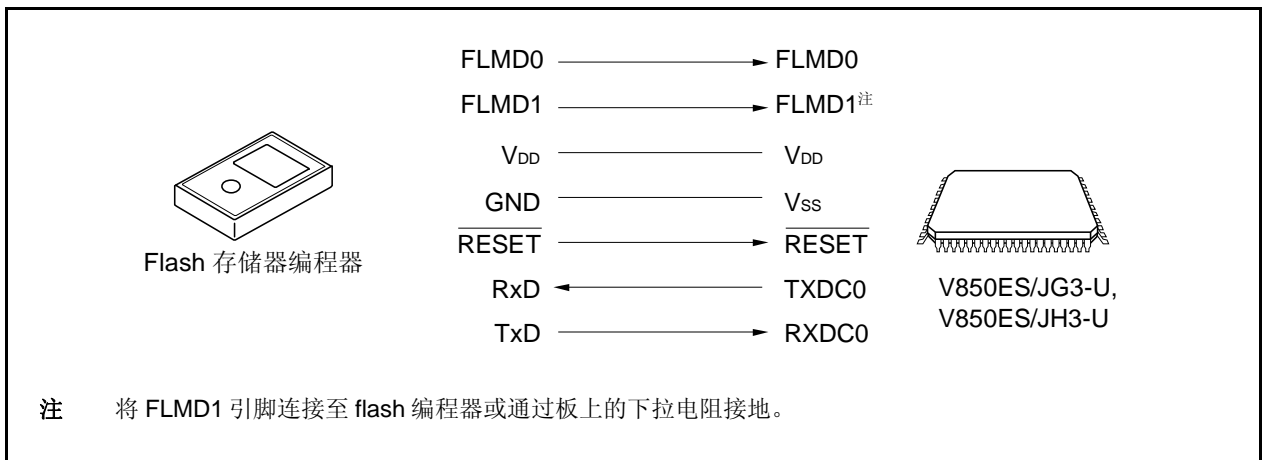 FLMD0 FLMD0
FLMD1 FLMD1注
VDD VDD
GND VSS
RESET RESET
Flash 存储器编程器
RxD TXDC0
TxD RXDC0
V850ES/JG3-U,
V850ES/JH3-U
注 将 FLMD1 引脚连接至 flash 编程器或通过板上的下拉电阻接地。